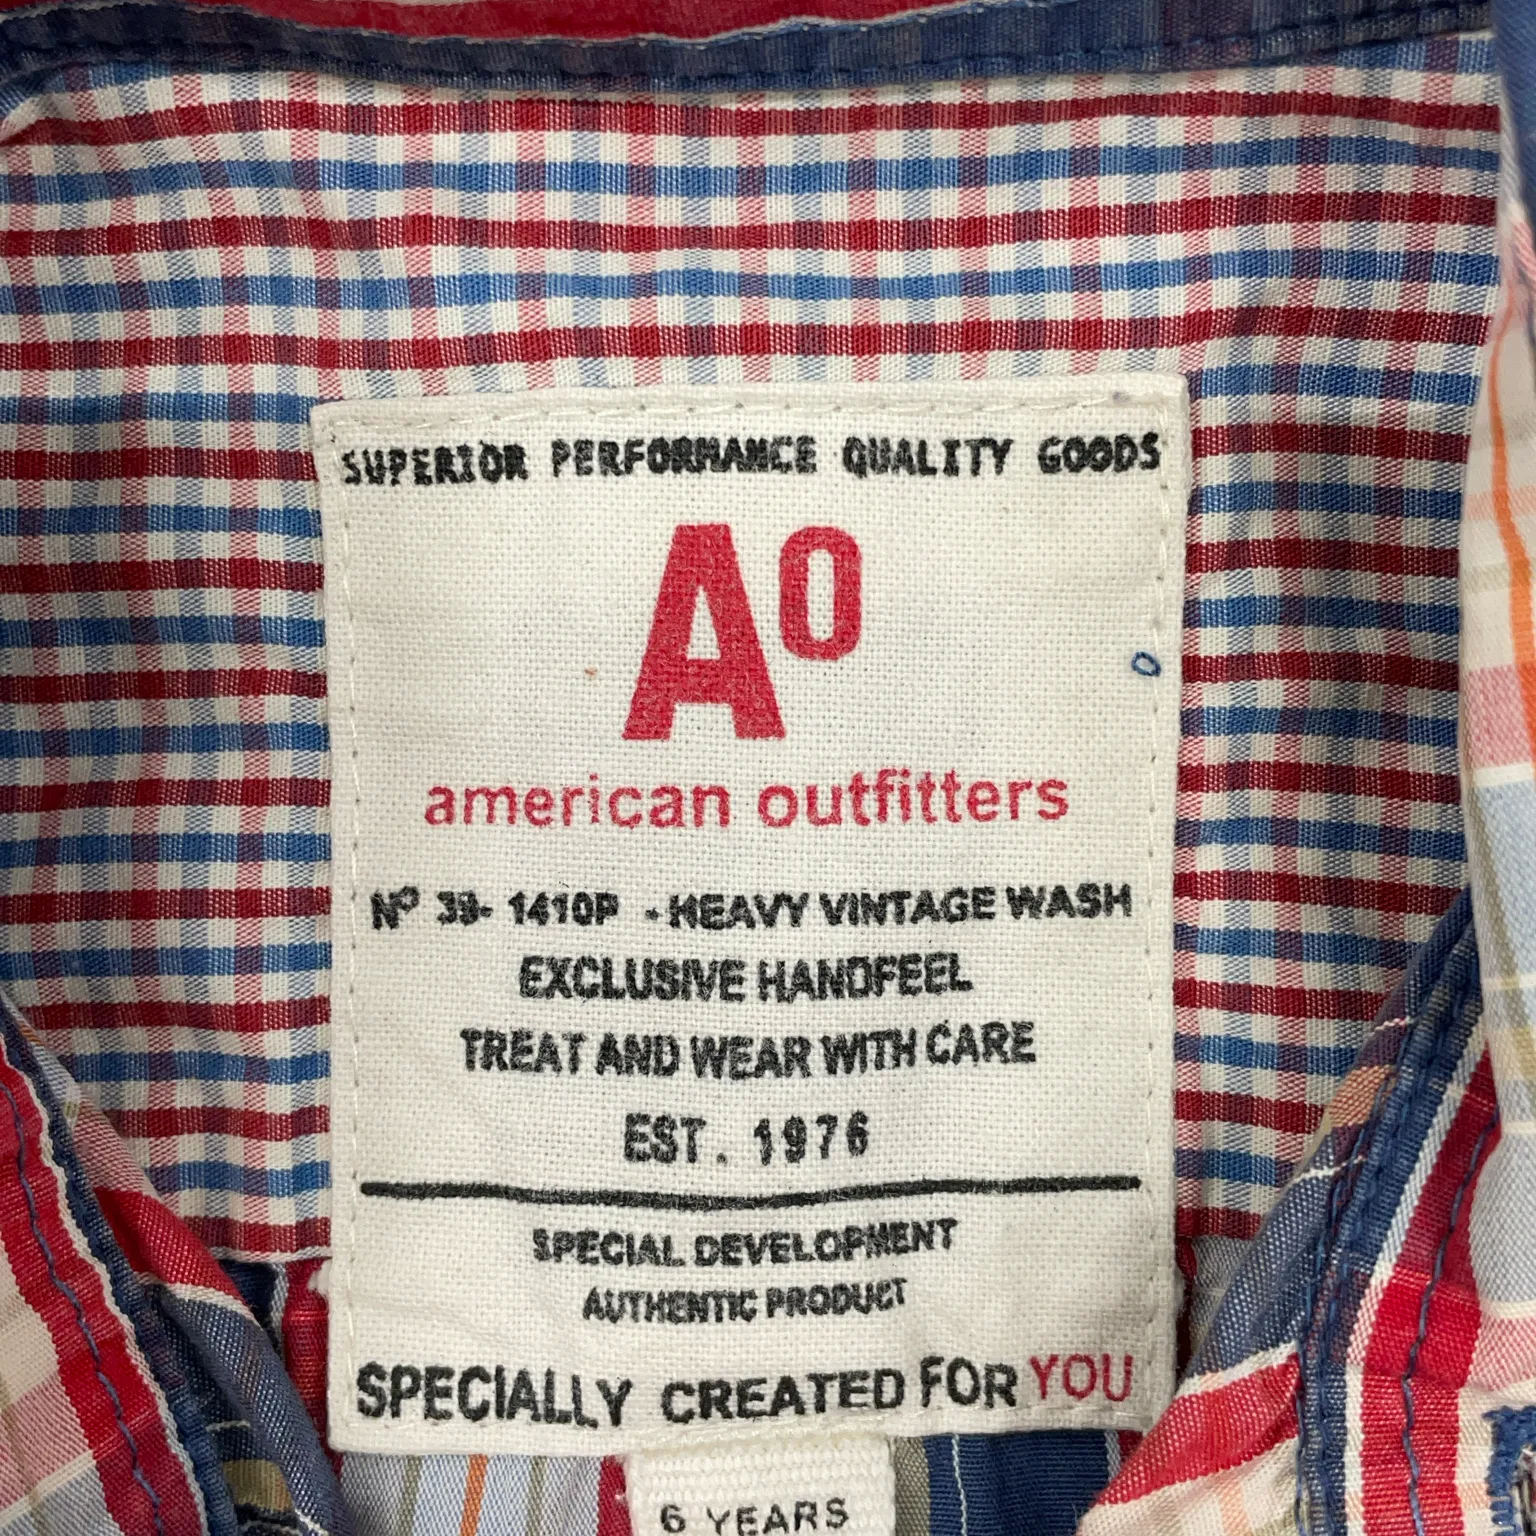 SUPERIOR PERFORMANCE QUALITY GOODS
AO
american outfitters
Nº 39- 1410P - HEAVY VINTAGE WASH
EXCLUSIVE HANDFEEL
TREAT AND WEAR WITH CARE
EST. 1976
SPECIAL DEVELOPMENT
AUTHENTIC PRODUCT
SPECIALLY CREATED FOR YOU
6 YEARS